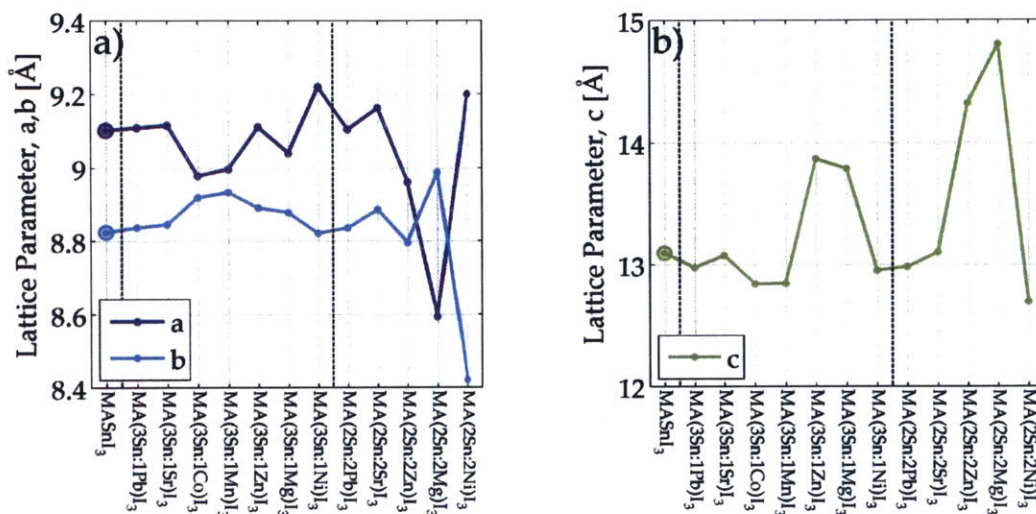 a)
Lattice Parameter, a,b [Å]
9.4
9.2
9
8.8
8.6
8.4
a
b
MASnI3
MA(3Sn:1Pb)I3
MA(3Sn:1Sr)I3
MA(3Sn:1Co)I3
MA(3Sn:1Mn)I3
MA(3Sn:1Zn)I3
MA(3Sn:1Mg)I3
MA(3Sn:1Ni)I3
MA(2Sn:2Pb)I3
MA(2Sn:2Sr)I3
MA(2Sn:2Zn)I3
MA(2Sn:2Mg)I3
MA(2Sn:2Ni)I3
b)
Lattice Parameter, c [Å]
15
14
13
12
c
MASnI3
MA(3Sn:1Pb)I3
MA(3Sn:1Sr)I3
MA(3Sn:1Co)I3
MA(3Sn:1Mn)I3
MA(3Sn:1Zn)I3
MA(3Sn:1Mg)I3
MA(3Sn:1Ni)I3
MA(2Sn:2Pb)I3
MA(2Sn:2Sr)I3
MA(2Sn:2Zn)I3
MA(2Sn:2Mg)I3
MA(2Sn:2Ni)I3